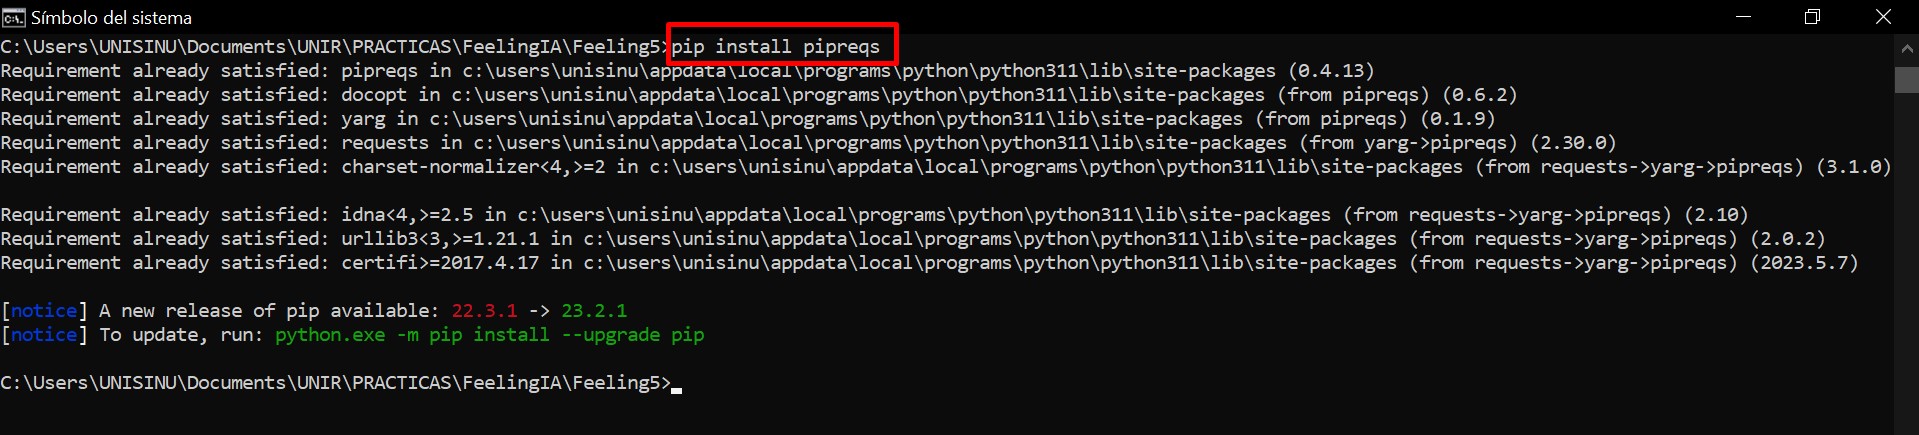 Símbolo del sistema
C:\Users\UNISINU\Documents\UNIR\PRACTICAS\FeelingIA\Feeling5>pip install pipreqs
Requirement already satisfied: pipreqs in c:\users\unisinu\appdata\local\programs\python\python311\lib\site-packages (0.4.13)
Requirement already satisfied: docopt in c:\users\unisinu\appdata\local\programs\python\python311\lib\site-packages (from pipreqs) (0.6.2)
Requirement already satisfied: yarg in c:\users\unisinu\appdata\local\programs\python\python311\lib\site-packages (from pipreqs) (0.1.9)
Requirement already satisfied: requests in c:\users\unisinu\appdata\local\programs\python\python311\lib\site-packages (from yarg->pipreqs) (2.30.0)
Requirement already satisfied: charset-normalizer<4,>=2 in c:\users\unisinu\appdata\local\programs\python\python311\lib\site-packages (from requests->yarg->pipreqs) (3.1.0)
Requirement already satisfied: idna<4,>=2.5 in c:\users\unisinu\appdata\local\programs\python\python311\lib\site-packages (from requests->yarg->pipreqs) (2.10)
Requirement already satisfied: urllib3<3,>=1.21.1 in c:\users\unisinu\appdata\local\programs\python\python311\lib\site-packages (from requests->yarg->pipreqs) (2.0.2)
Requirement already satisfied: certifi>=2017.4.17 in c:\users\unisinu\appdata\local\programs\python\python311\lib\site-packages (from requests->yarg->pipreqs) (2023.5.7)
[notice] A new release of pip available: 22.3.1 -> 23.2.1
[notice] To update, run: python.exe -m pip install --upgrade pip
C:\Users\UNISINU\Documents\UNIR\PRACTICAS\FeelingIA\Feeling5>